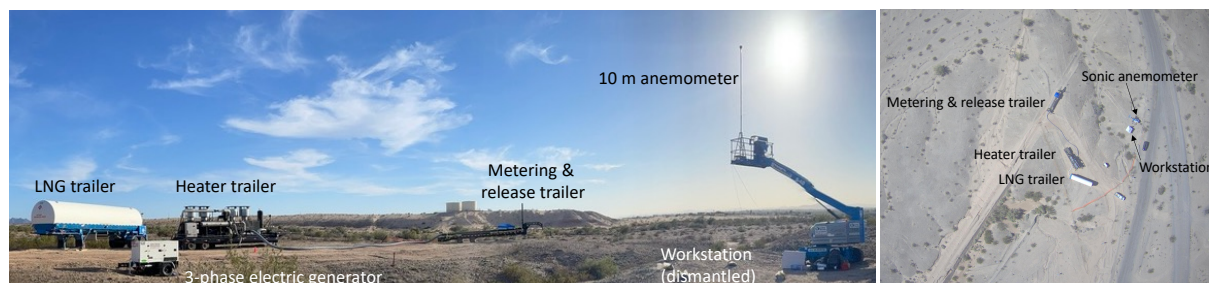 10 m anemometer
LNG trailer
Heater trailer
Metering &
release trailer
3-phase electric generator
Workstation
(dismantled)
Sonic anemometer
Metering & release trailer
Heater trailer
LNG trailer
Workstation